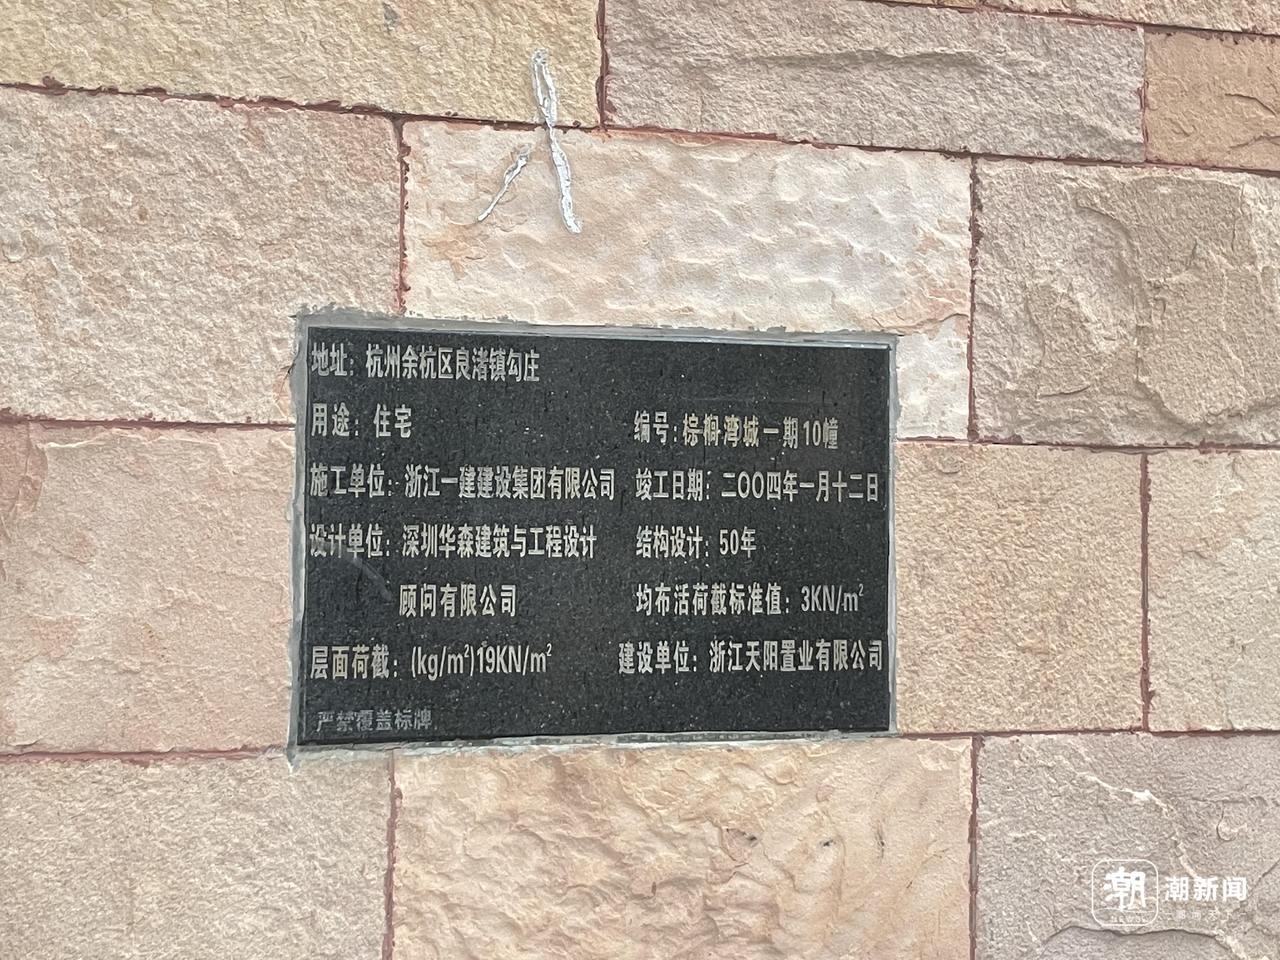 地址：杭州余杭区良渚镇勾庄
用途：住宅
编号：棕榈湾城一期10幢
施工单位：浙江一建建设集团有限公司
竣工日期：二〇〇四年一月十二日
设计单位：深圳华森建筑与工程设计
顾问有限公司
结构设计：50年
均布活荷截标准值：3KN/m²
层面荷截：(kg/m²)19KN/m²
建设单位：浙江天阳置业有限公司
严禁覆盖标牌
潮 潮新闻
NEWS